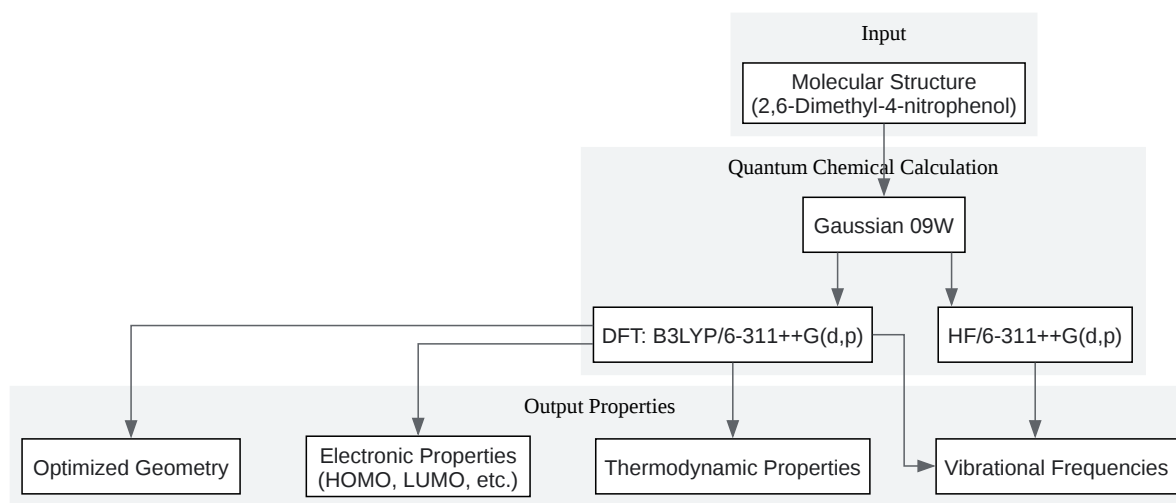 Input
Molecular Structure
(2,6-Dimethyl-4-nitrophenol)
Quantum Chemical Calculation
Gaussian 09W
DFT: B3LYP/6-311++G(d,p)
HF/6-311++G(d,p)
Output Properties
Optimized Geometry
Electronic Properties
(HOMO, LUMO, etc.)
Thermodynamic Properties
Vibrational Frequencies